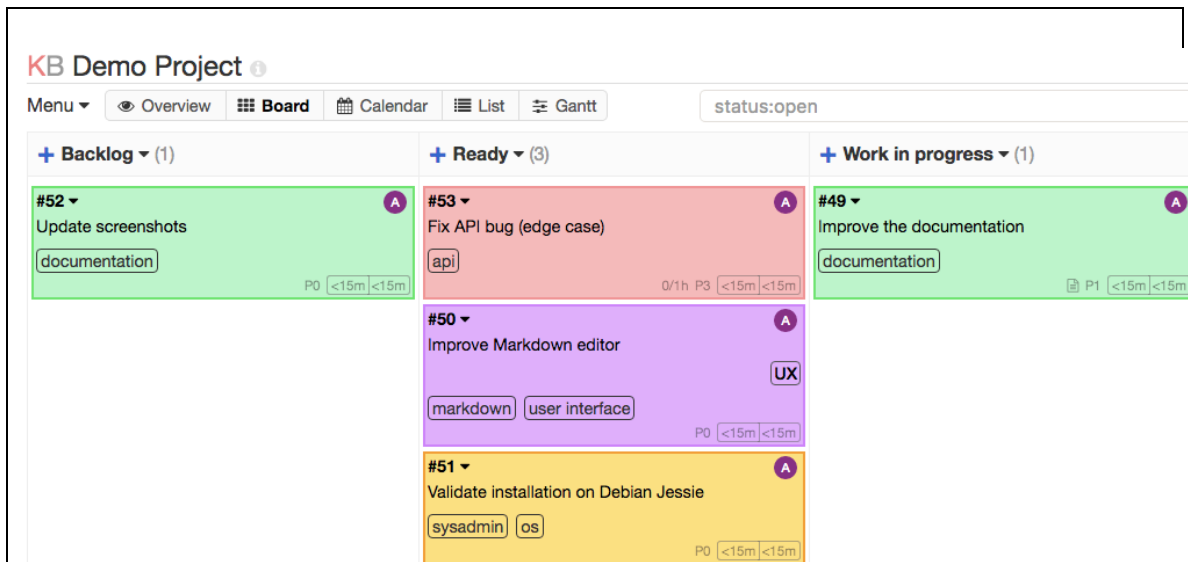 KB Demo Project
Menu Overview Board Calendar List Gantt status:open
+ Backlog (1)
#52 A
Update screenshots
documentation
P0 <15m <15m
+ Ready (3)
#53 A
Fix API bug (edge case)
api
0/1h P3 <15m <15m
#50 A
Improve Markdown editor
UX
markdown user interface
P0 <15m <15m
#51 A
Validate installation on Debian Jessie
sysadmin os
P0 <15m <15m
+ Work in progress (1)
#49 A
Improve the documentation
documentation
P1 <15m <15m